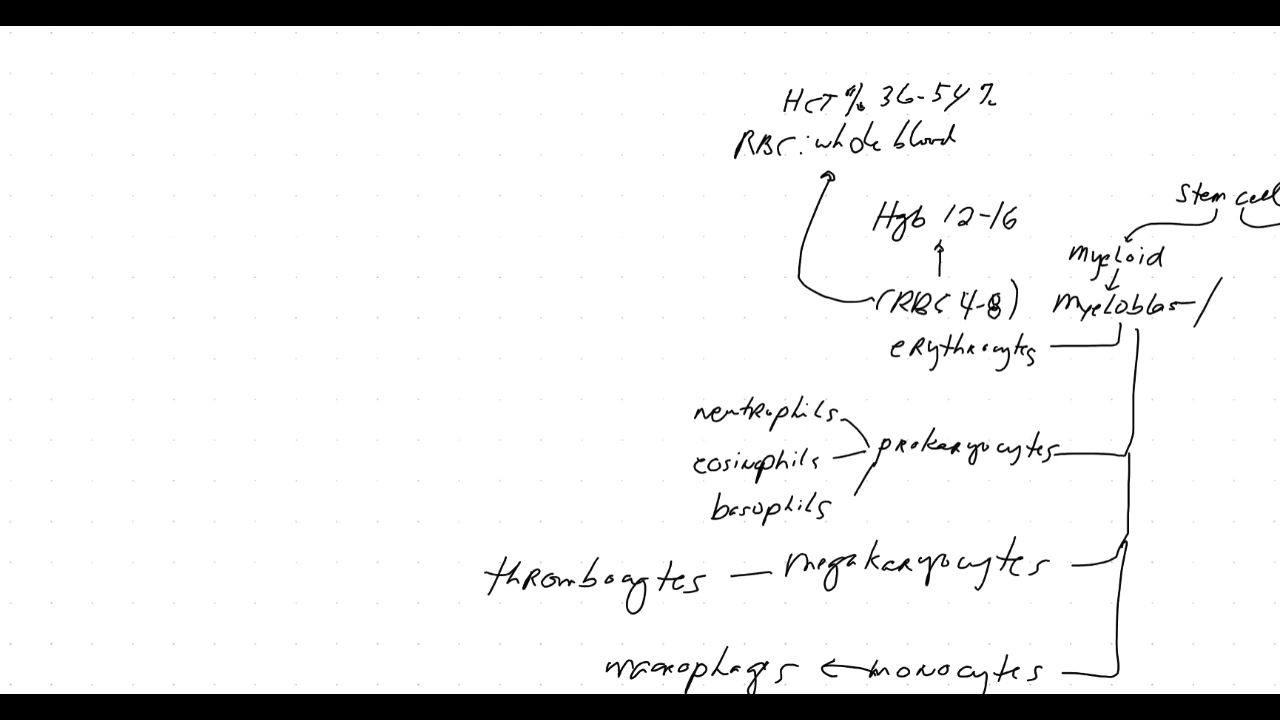 HCT % 36-54 %
RBC : whole blood
Stem cell
Hgb 12-16
myeloid
(RBC 4-8) myeloblast
erythrocytes
neutrophils
prokaryocytes
eosinophils
basophils
thrombocytes — megakaryocytes
macrophages ← monocytes